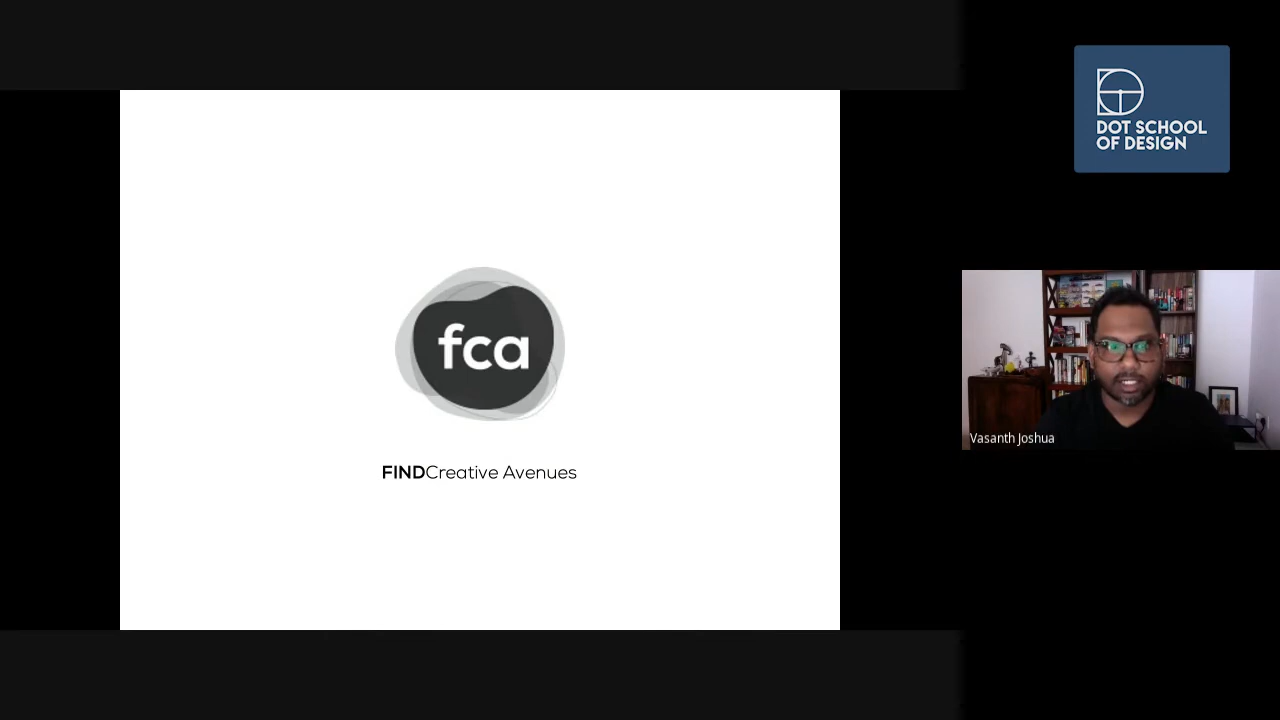 DOT SCHOOL
OF DESIGN
fca
FINDCreative Avenues
Vasanth Joshua